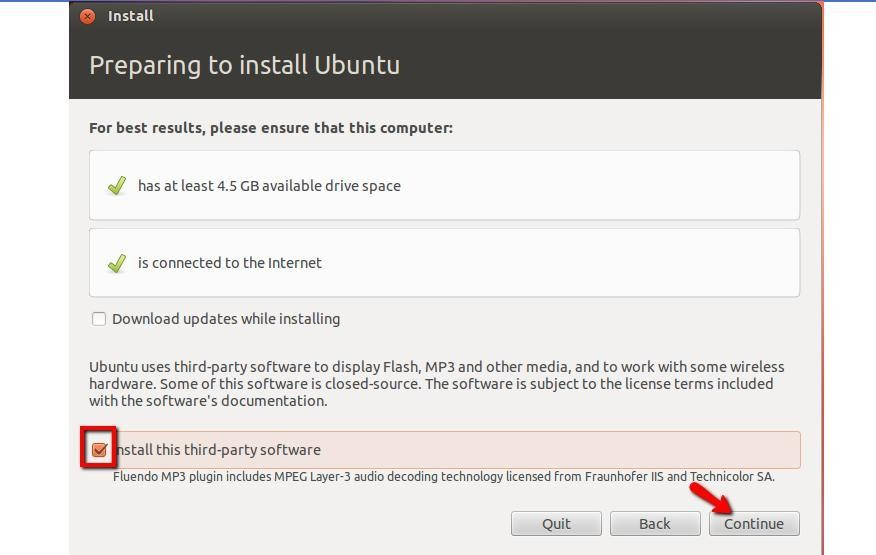 Install
Preparing to install Ubuntu
For best results, please ensure that this computer:
has at least 4.5 GB available drive space
is connected to the Internet
Download updates while installing
Ubuntu uses third-party software to display Flash, MP3 and other media, and to work with some wireless
hardware. Some of this software is closed-source. The software is subject to the license terms included
with the software's documentation.
Install this third-party software
Fluendo MP3 plugin includes MPEG Layer-3 audio decoding technology licensed from Fraunhofer IIS and Technicolor SA.
Quit Back Continue